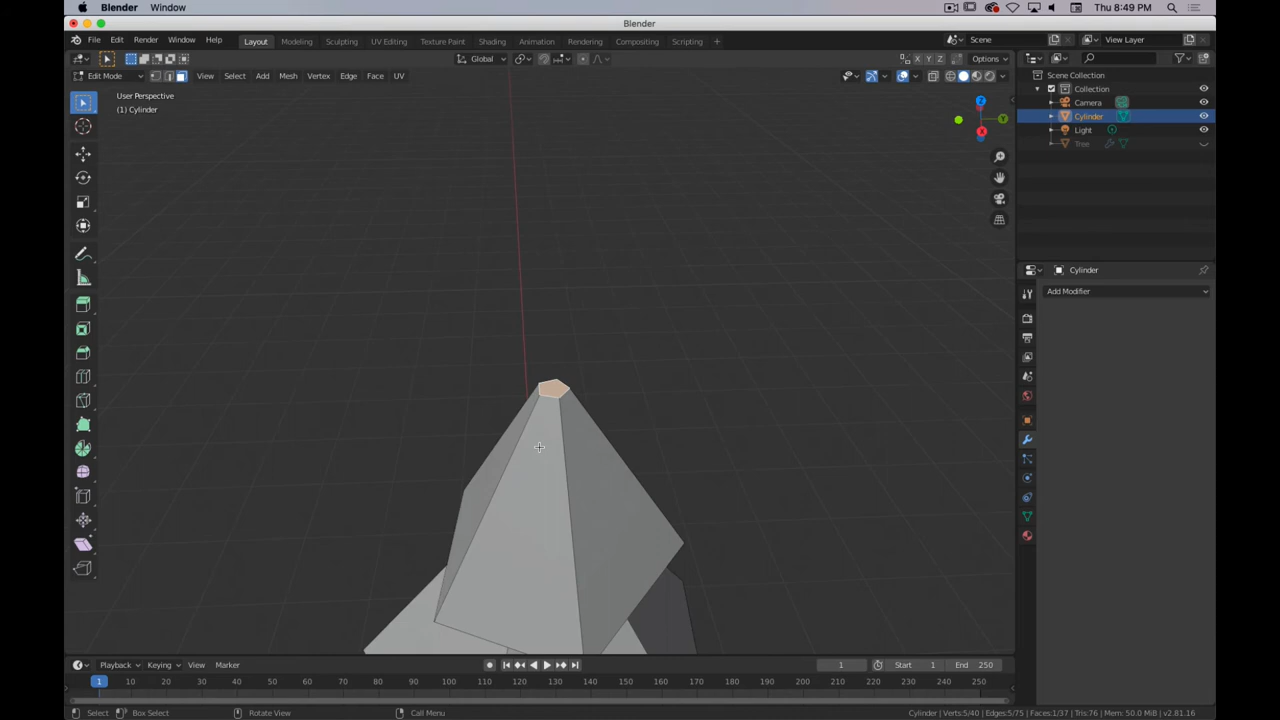 Blender Window Thu 8:49 PM
Blender
File Edit Render Window Help Layout Modeling Sculpting UV Editing Texture Paint Shading Animation Rendering Compositing Scripting + Scene View Layer
Global Options
Edit Mode View Select Add Mesh Vertex Edge Face UV X Y Z
User Perspective
(1) Cylinder
Scene Collection
Collection
Camera
Cylinder
Light
Tree
Z
Y
X
Cylinder
Add Modifier
Playback Keying View Marker 1 Start 1 End 250
1 10 20 30 40 50 60 70 80 90 100 110 120 130 140 150 160 170 180 190 200 210 220 230 240 250
Select Box Select Rotate View Call Menu Cylinder | Verts:5/40 | Edges:5/75 | Faces:1/37 | Tris:76 | Mem: 50.0 MiB | v2.81.16